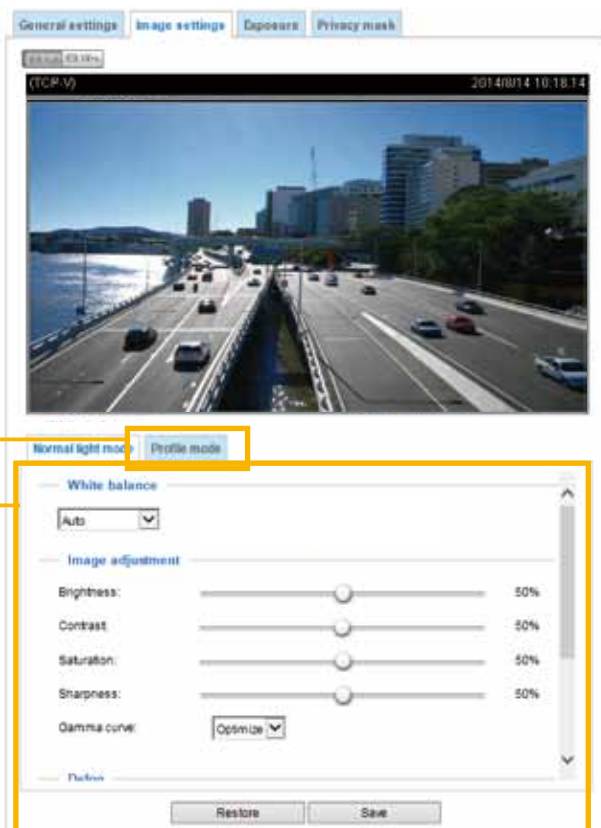 General settings Image settings Exposure Privacy mask
(TCP-V) 2014/8/14 10:18:14
Normal light mode Profile mode
White balance
Auto
Image adjustment
Brightness: 50%
Contrast: 50%
Saturation: 50%
Sharpness: 50%
Gamma curve: Optimize
Defog
Restore Save